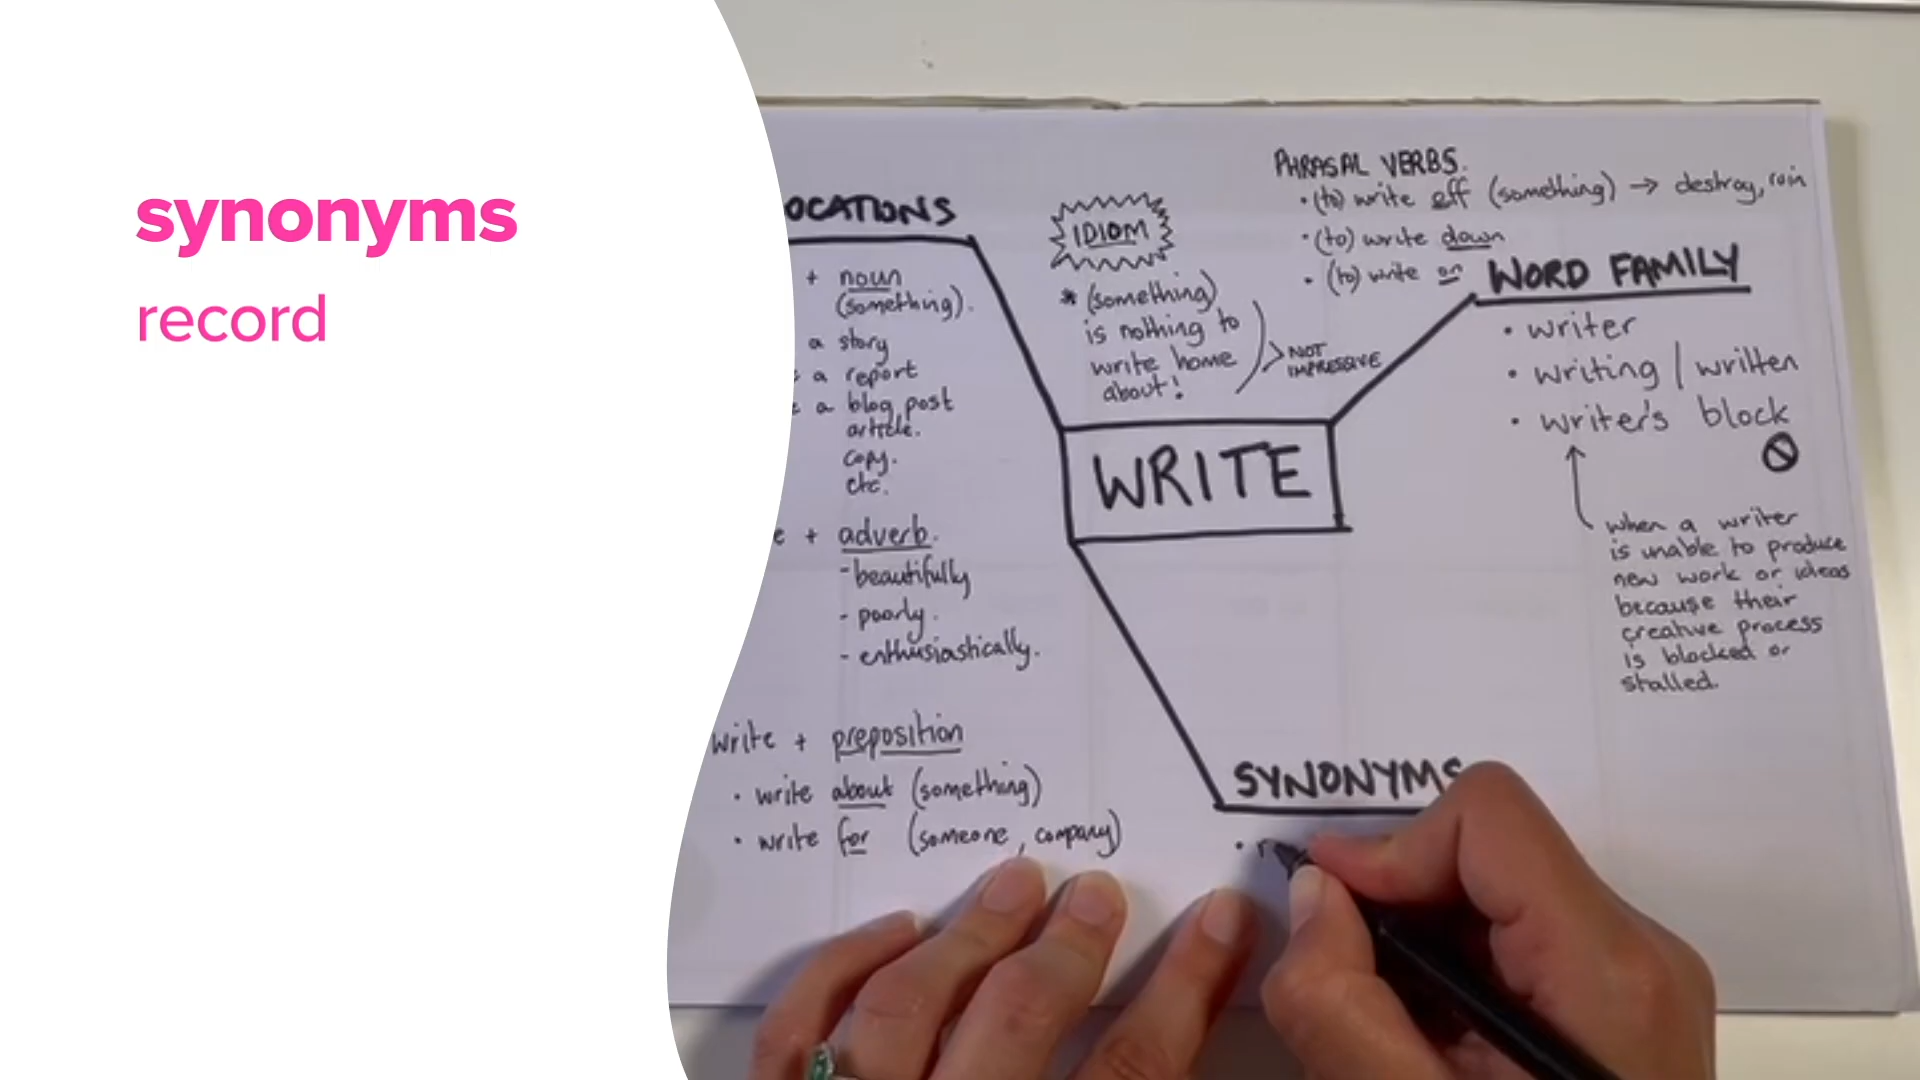 synonyms
record
OCATIONS
+ noun
(something).
a story
a report
a blog post
article.
copy.
etc.
+ adverb.
- beautifully
- poorly.
- enthusiastically.
write + preposition
• write about (something)
• write for (someone, company)
IDIOM
* (something)
is nothing to
write home
about!
NOT
IMPRESSIVE
PHRASAL VERBS.
• (to) write off (something) → destroy, ruin
• (to) write down
• (to) write on
WORD FAMILY
• writer
• writing / written
• writer's block
when a writer
is unable to produce
new work or ideas
because their
creative process
is blocked or
stalled.
WRITE
SYNONYMS
• r